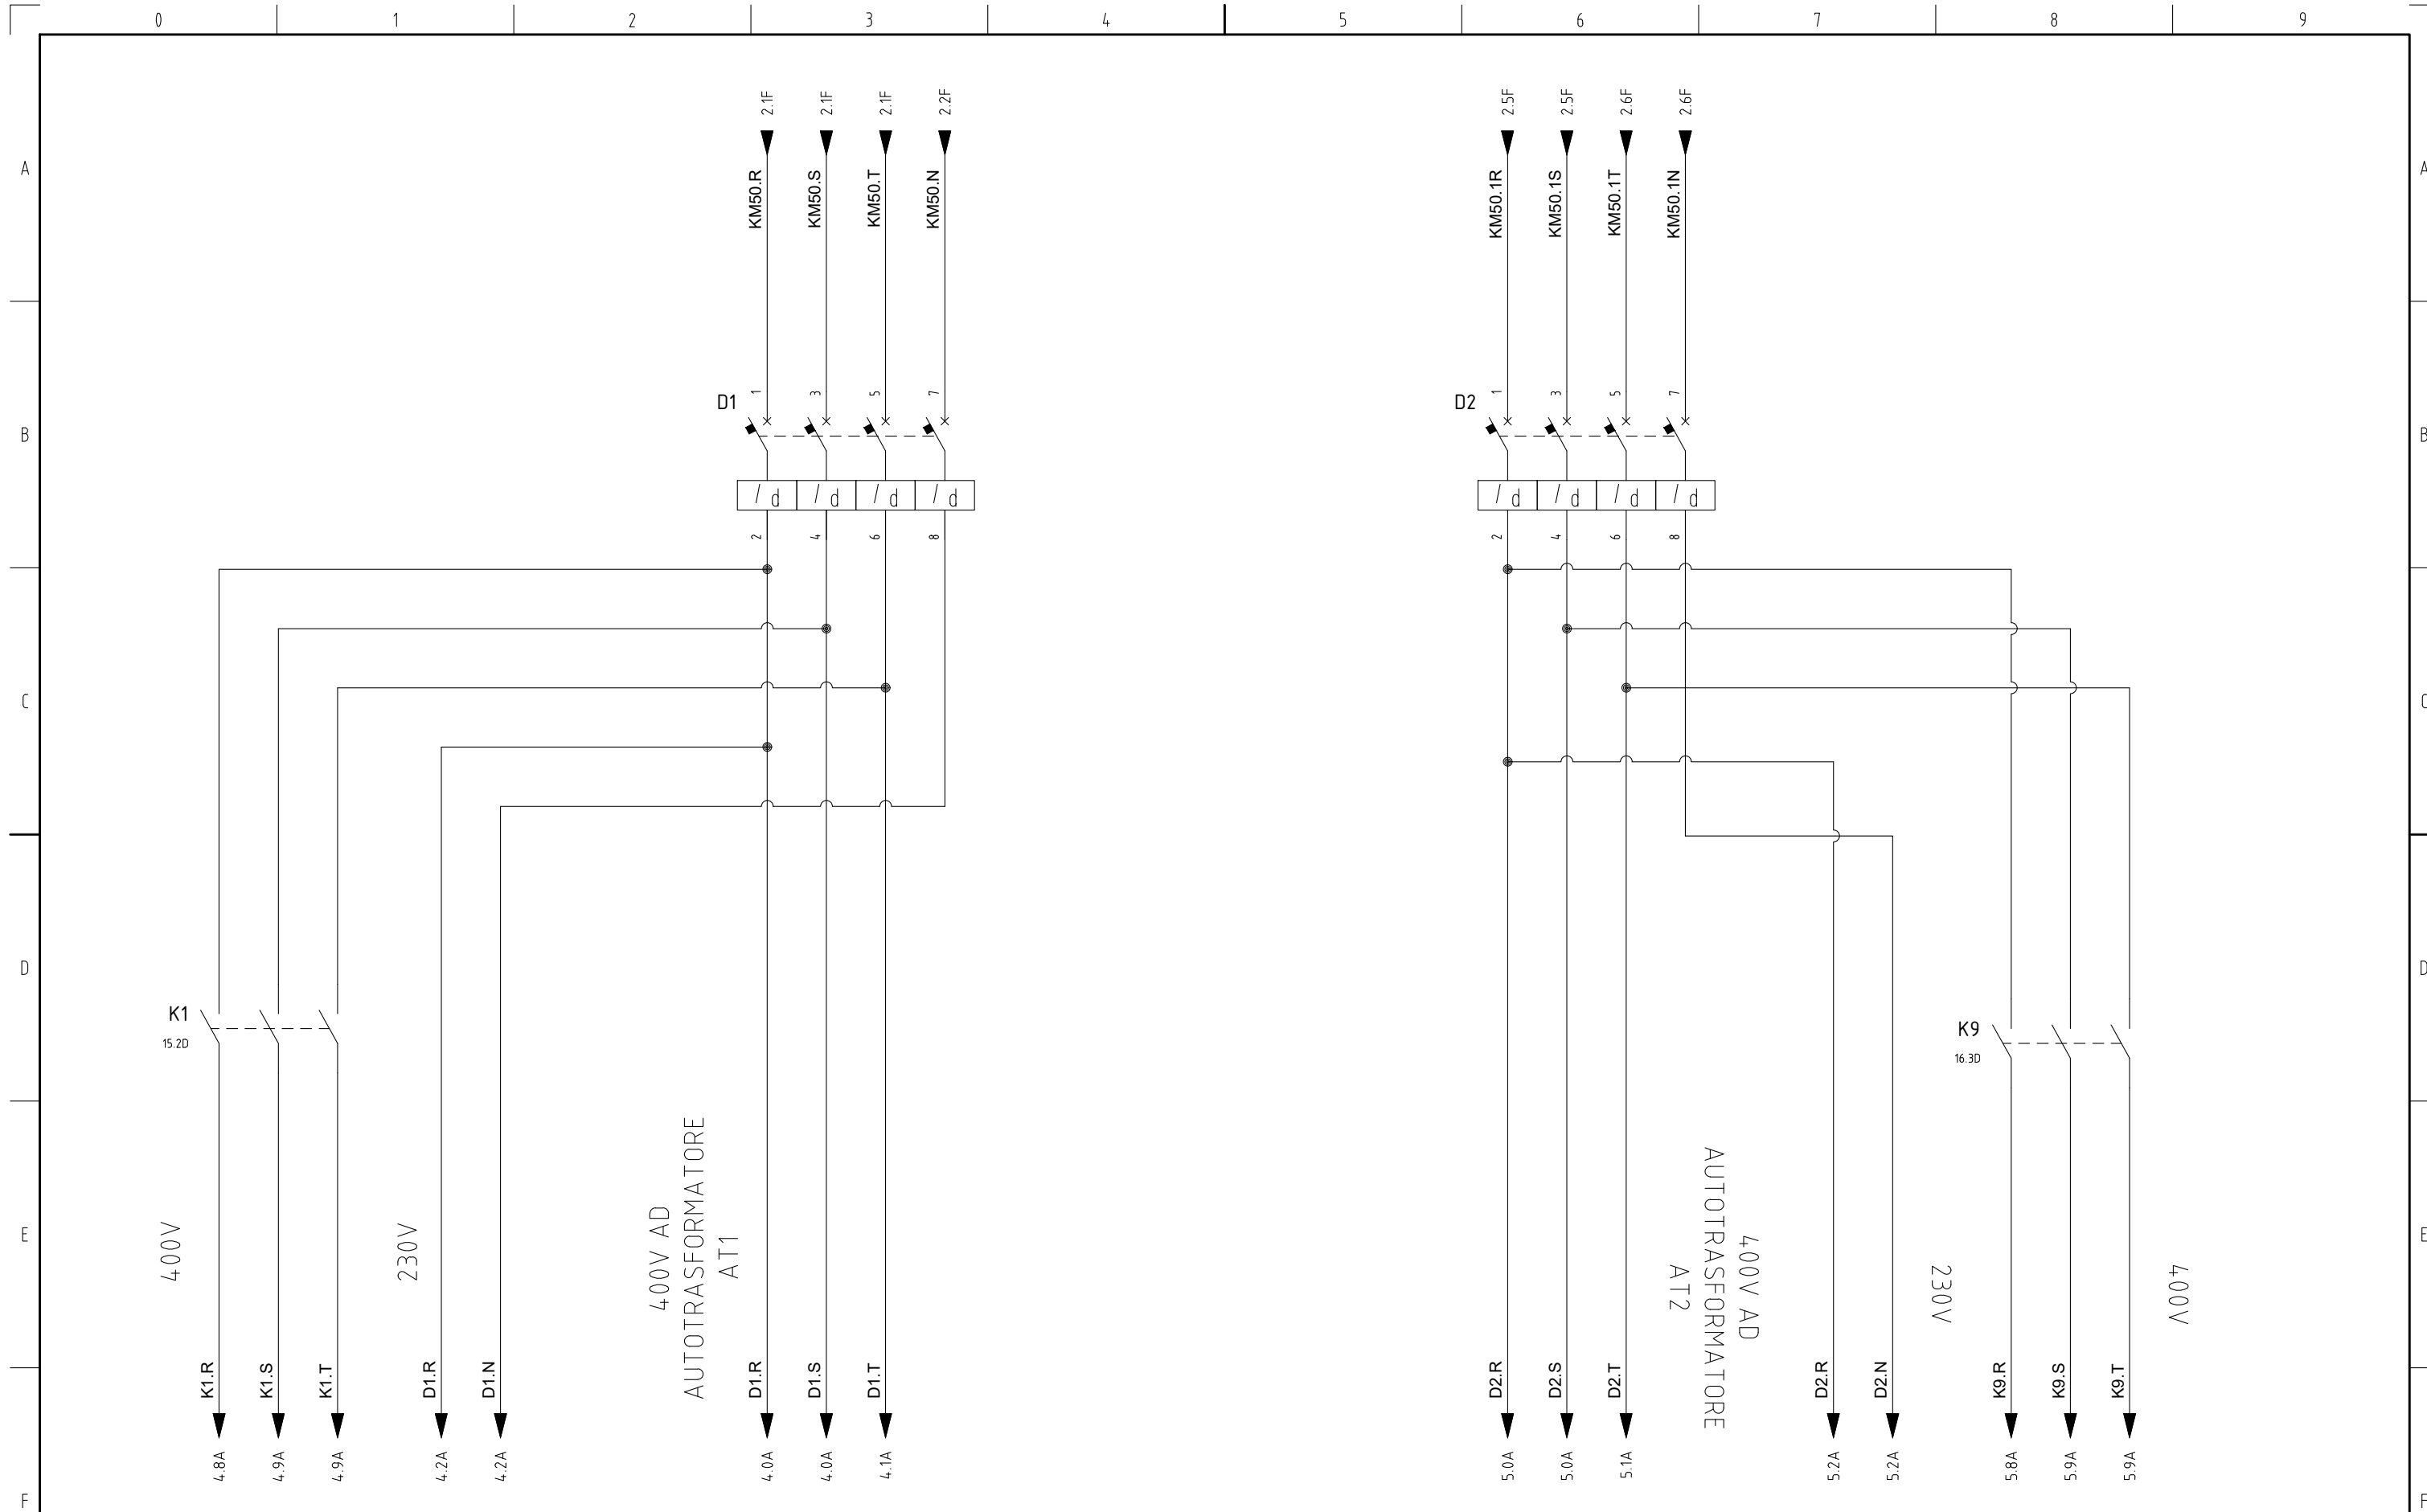 0 1 2 3 4 5 6 7 8 9
2.1F 2.1F 2.1F 2.2F 2.5F 2.5F 2.6F 2.6F
A A
KM50.R KM50.S KM50.T KM50.N KM50.1R KM50.1S KM50.1T KM50.1N
D1 1 3 5 7 D2 1 3 5 7
B B
/d /d /d /d /d /d /d /d
2 4 6 8 2 4 6 8
C C
D D
K1 K9
15.2D 16.3D
E E
400V
230V
400V AD
AUTOTRASFORMATORE
AT1
400V AD
AUTOTRASFORMATORE
AT2
230V
400V
K1.R K1.S K1.T D1.R D1.N D1.R D1.S D1.T D2.R D2.S D2.T D2.R D2.N K9.R K9.S K9.T
4.8A 4.9A 4.9A 4.2A 4.2A 4.0A 4.0A 4.1A 5.0A 5.0A 5.1A 5.2A 5.2A 5.8A 5.9A 5.9A
F F